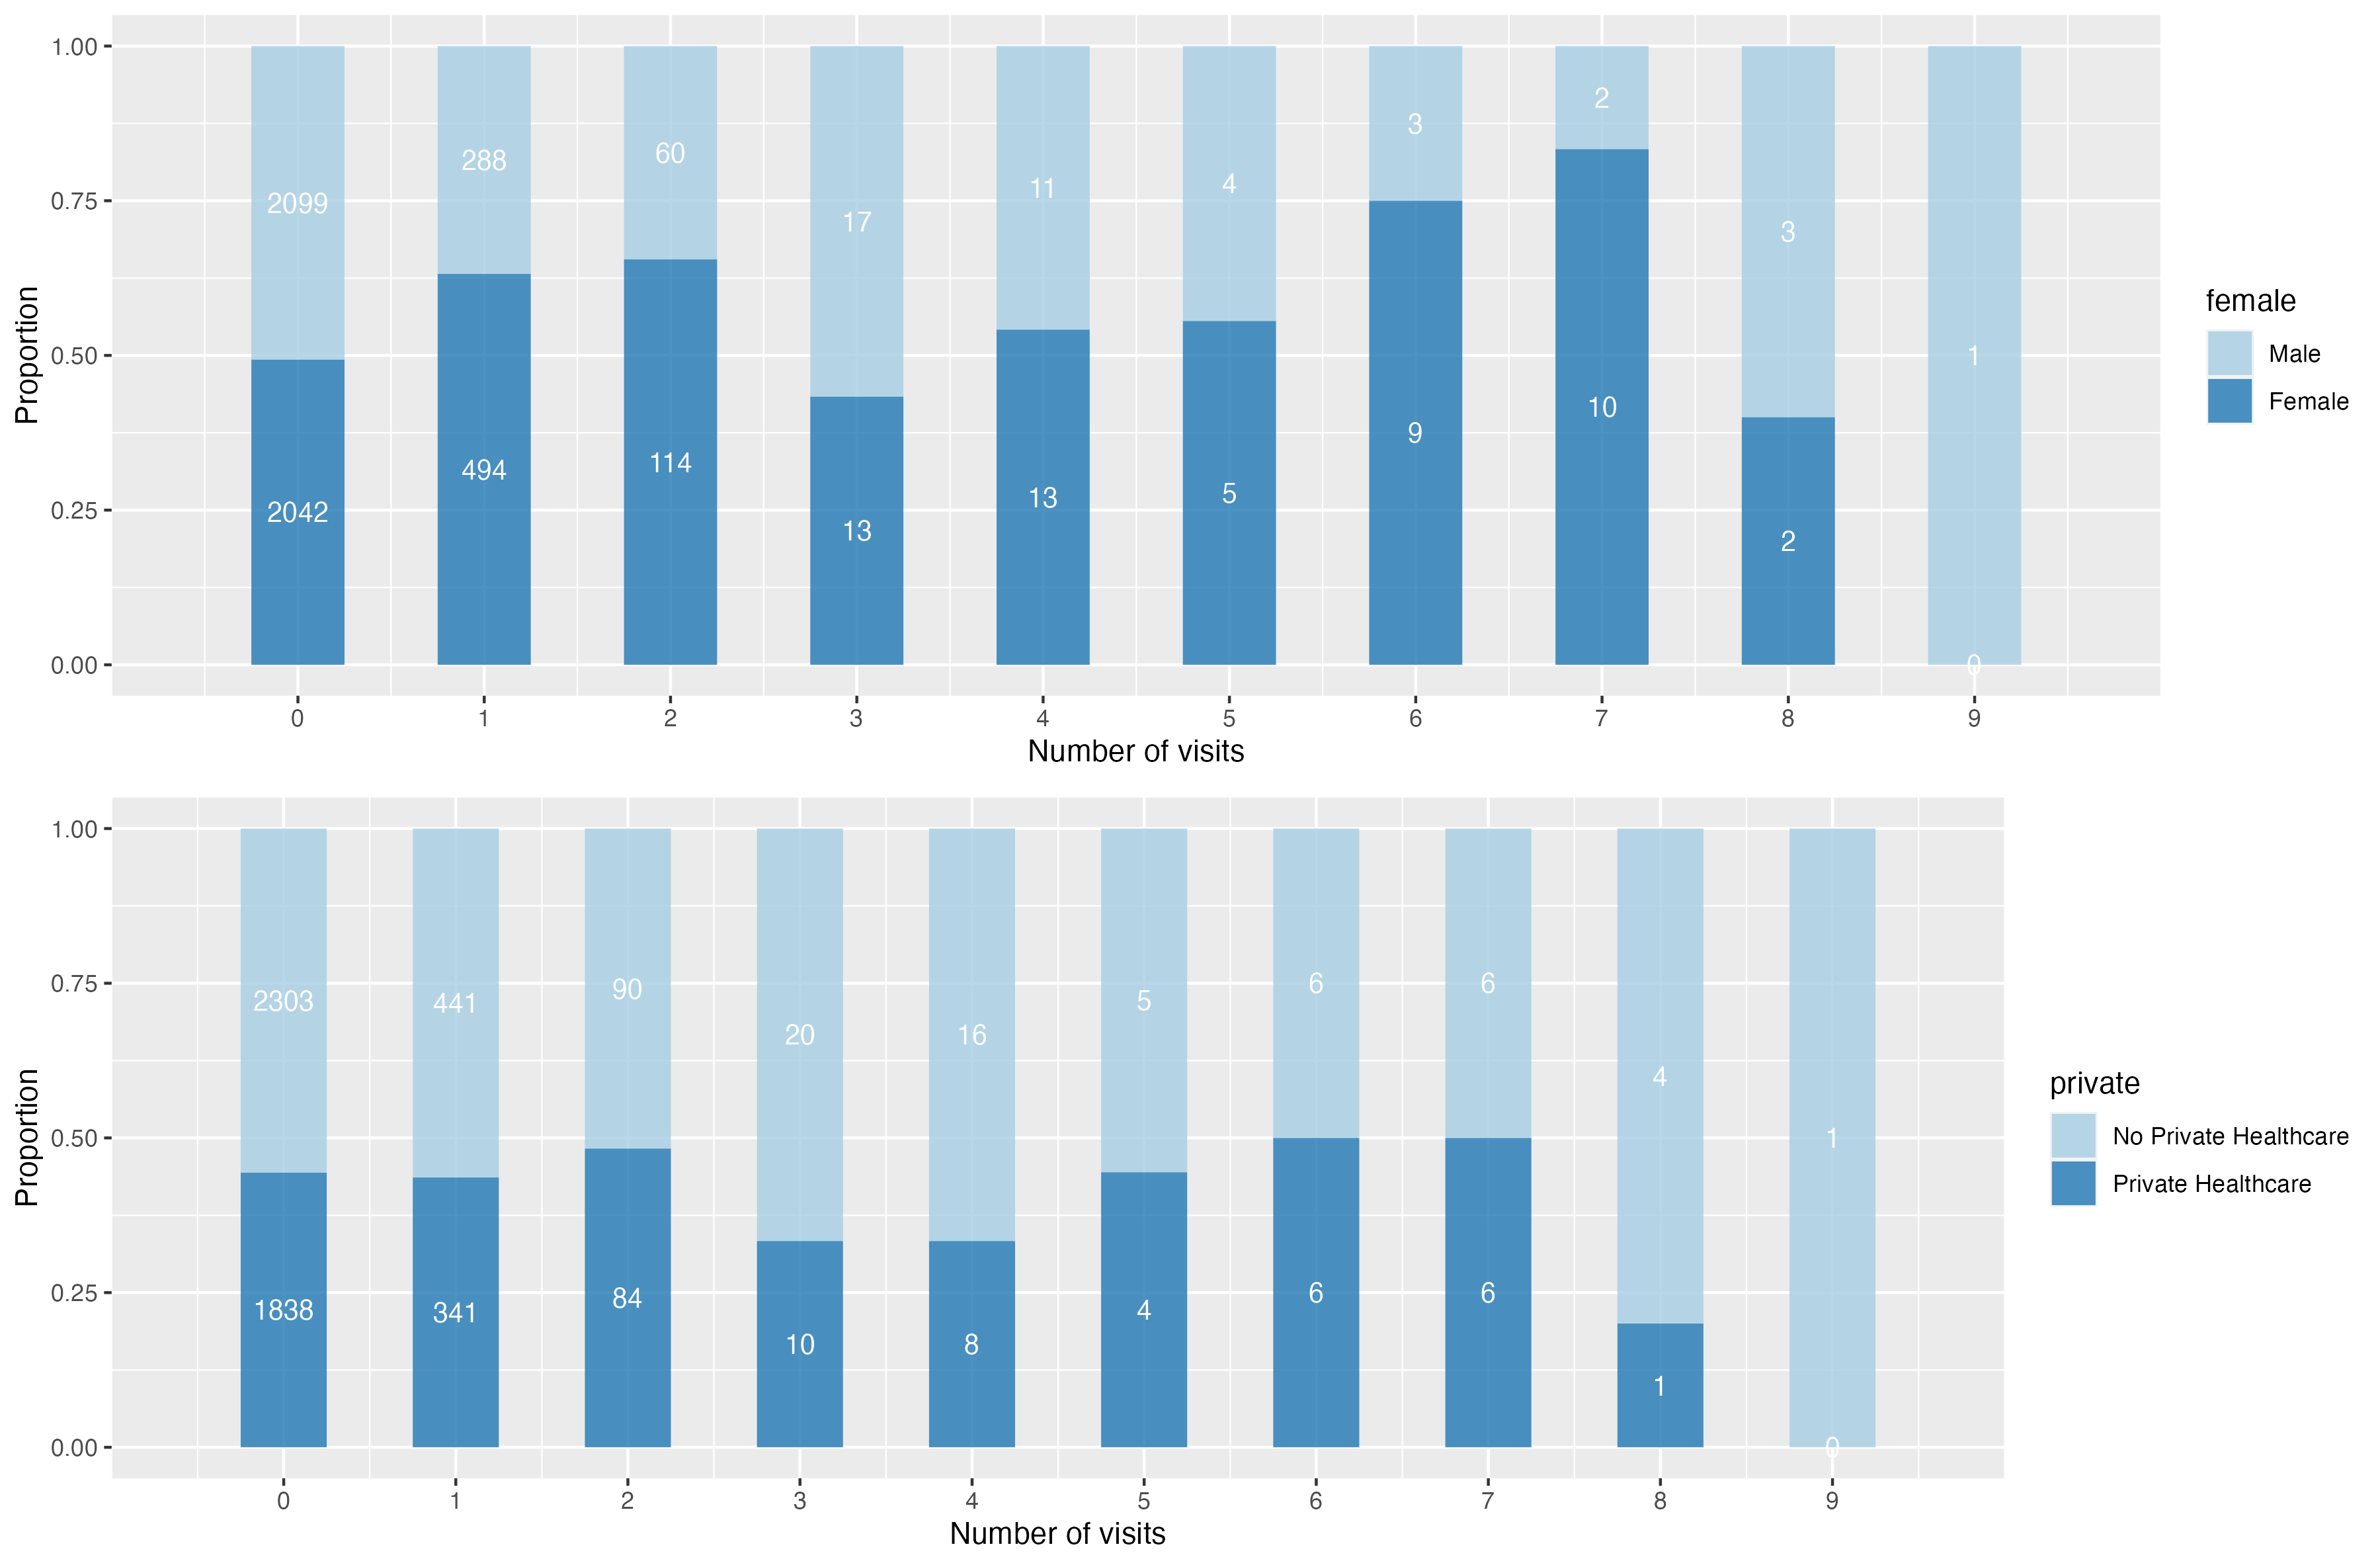 1.00
0.75
0.50
0.25
0.00
Proportion
2099 288 60 17 11 4 3 2 3 1
2042 494 114 13 13 5 9 10 2 0
0 1 2 3 4 5 6 7 8 9
Number of visits
female
Male
Female
1.00
0.75
0.50
0.25
0.00
Proportion
2303 441 90 20 16 5 6 6 4 1
1838 341 84 10 8 4 6 6 1 0
0 1 2 3 4 5 6 7 8 9
Number of visits
private
No Private Healthcare
Private Healthcare